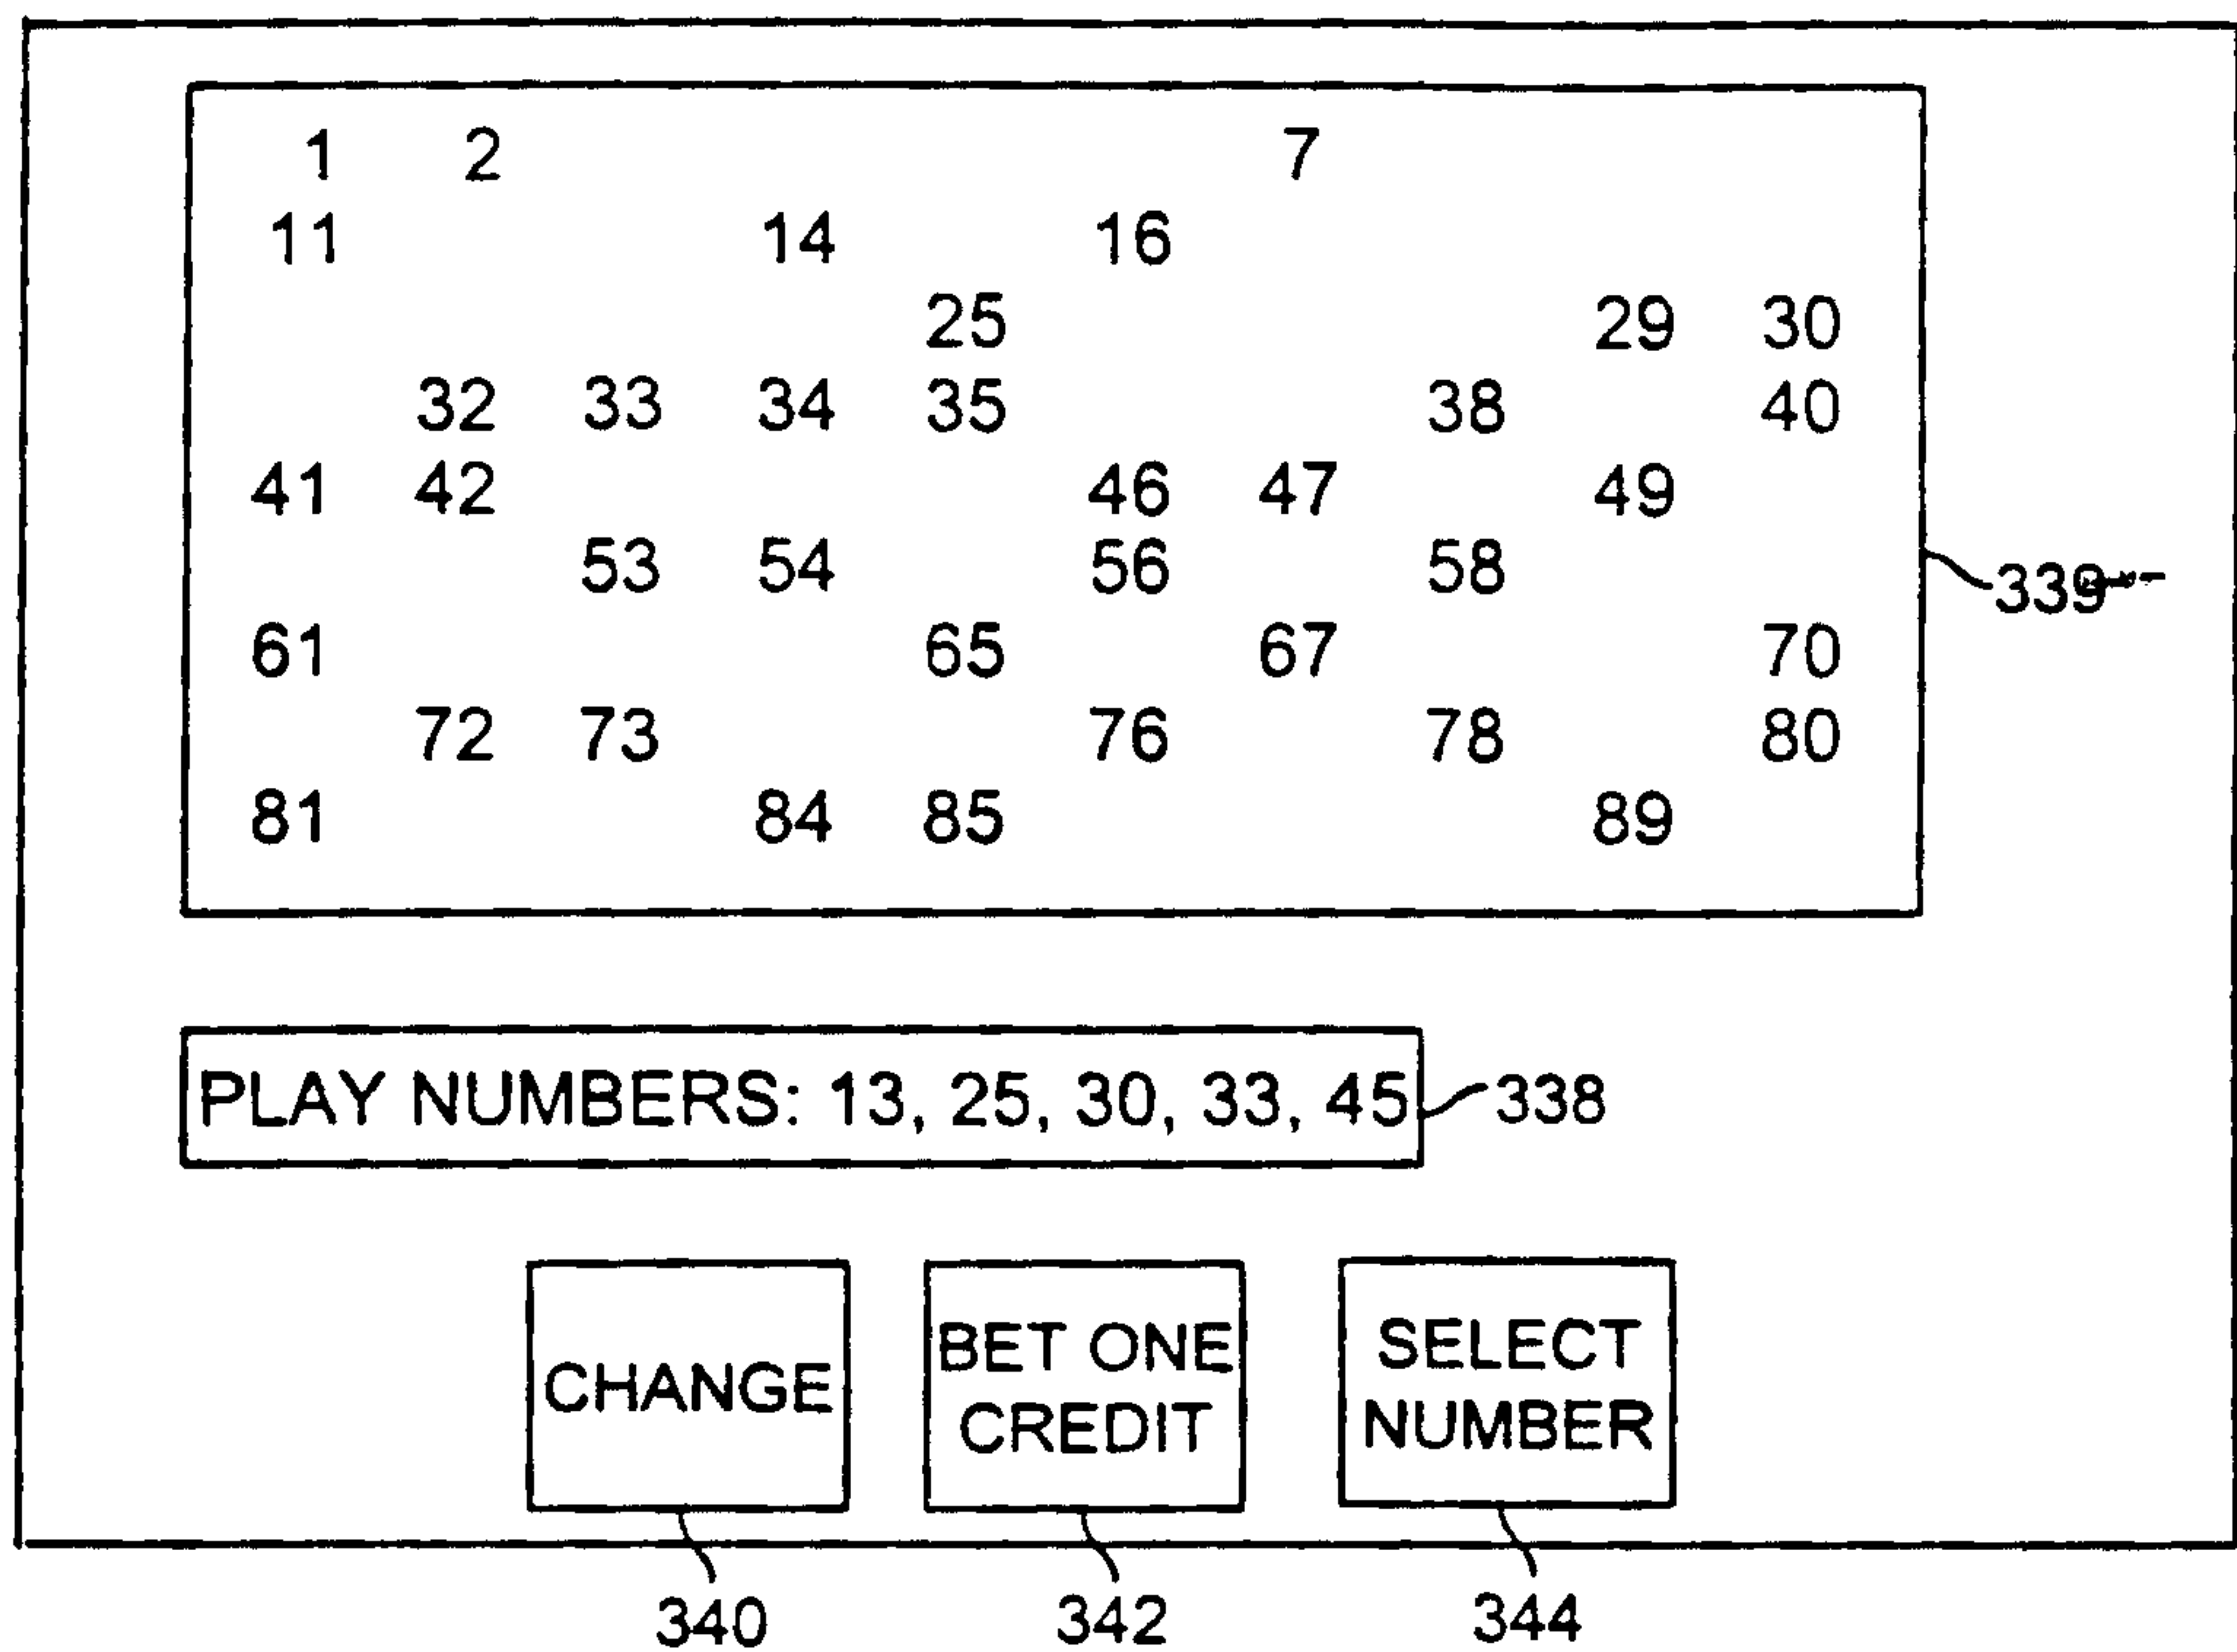 1 2 7
11 14 16
25 29 30
32 33 34 35 38 40
41 42 46 47 49
53 54 56 58
339
61 65 67 70
72 73 76 78 80
81 84 85 89
PLAY NUMBERS: 13, 25, 30, 33, 45
338
CHANGE
BET ONE
CREDIT
SELECT
NUMBER
340 342 344